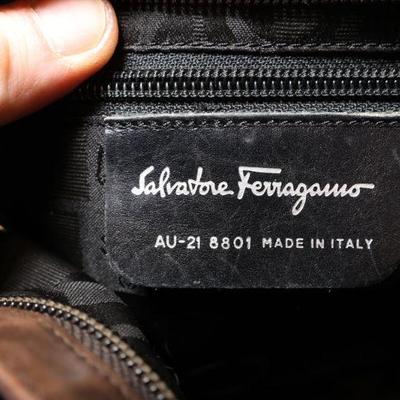 Salvatore Ferragamo
AU-21 8801 MADE IN ITALY